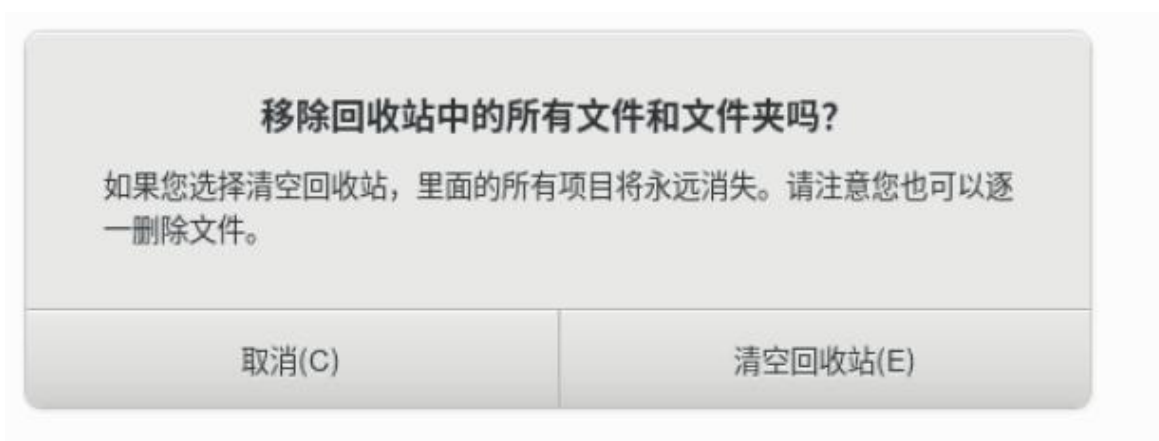 移除回收站中的所有文件和文件夹吗?
如果您选择清空回收站，里面的所有项目将永远消失。请注意您也可以逐
一删除文件。
取消(C)
清空回收站(E)